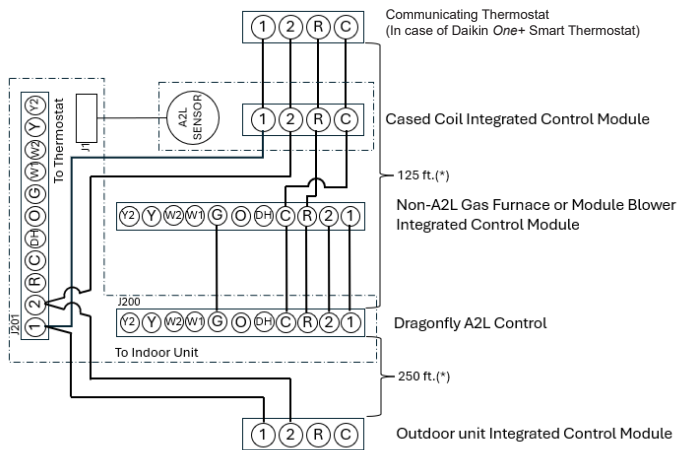 Communicating Thermostat
(In case of Daikin One+ Smart Thermostat)
1 2 R C
A2L
SENSOR
1 2 R C
Cased Coil Integrated Control Module
J1
To Thermostat
Y2 Y W2 W1 G O DH C R 2 1
J201
125 ft.(*)
Y2 Y W2 W1 G O DH C R 2 1
Non-A2L Gas Furnace or Module Blower
Integrated Control Module
J200
Y2 Y W2 W1 G O DH C R 2 1
Dragonfly A2L Control
To Indoor Unit
250 ft.(*)
1 2 R C
Outdoor unit Integrated Control Module